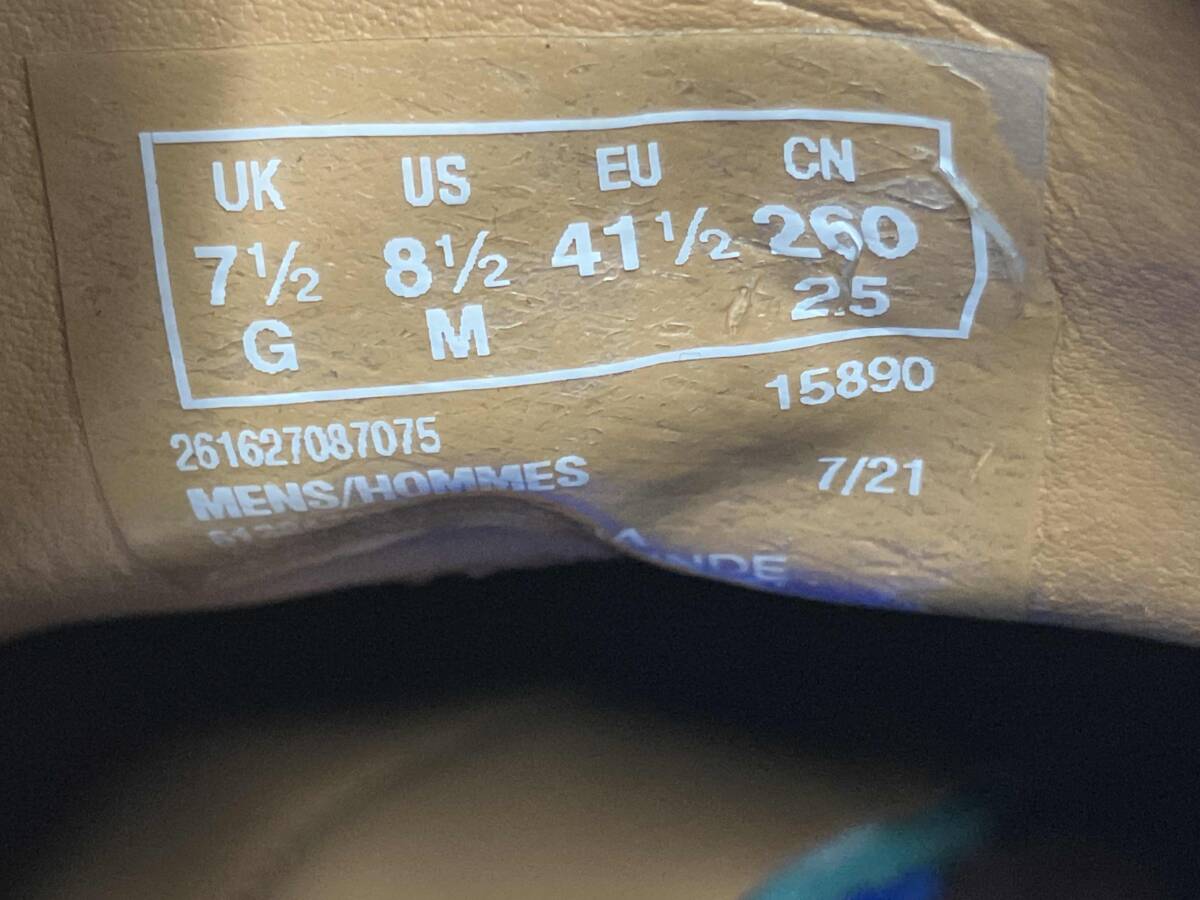 UK US EU CN
7½ 8½ 41½ 260
G M 2.5
15890
261627087075
MENS/HOMMES 7/21